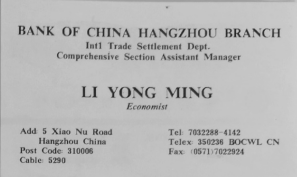 BANK OF CHINA HANGZHOU BRANCH
Intl Trade Settlement Dept.
Comprehensive Section Assistant Manager
LI YONG MING
Economist
Add: 5 Xiao Nu Road
Hangzhou China
Post Code: 310006
Cable: 5290
Tel: 7032288-4142
Telex: 350236 BOCWL CN
Fax: (0571)7022924